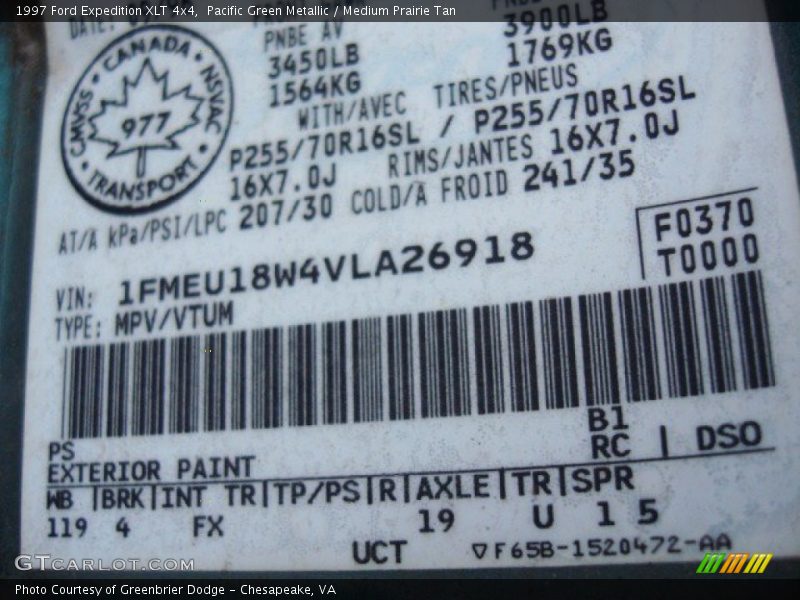 1997 Ford Expedition XLT 4x4, Pacific Green Metallic / Medium Prairie Tan
PNBE AV
3900LB
3450LB
1769KG
1564KG
CANADA • NSVAC • TRANSPORT • CMVSS
977
WITH/AVEC TIRES/PNEUS
P255/70R16SL / P255/70R16SL
16X7.0J RIMS/JANTES 16X7.0J
AT/A kPa/PSI/LPC 207/30 COLD/A FROID 241/35
F0370
T0000
VIN: 1FMEU18W4VLA26918
TYPE: MPV/VTUM
B1
PS RC | DSO
EXTERIOR PAINT
WB |BRK|INT TR|TP/PS|R|AXLE|TR|SPR
119 4 FX 19 U 1 5
UCT ▽F65B-1520472-AA
GTCARLOT.COM
Photo Courtesy of Greenbrier Dodge – Chesapeake, VA